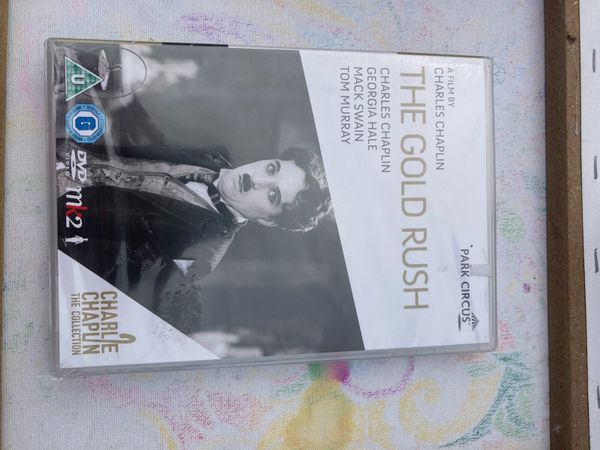 PARK CIRCUS
A FILM BY
CHARLES CHAPLIN
THE GOLD RUSH
CHARLES CHAPLIN
GEORGIA HALE
MACK SWAIN
TOM MURRAY
U
DVD
VIDEO
mk2
CHARLIE
CHAPLIN
THE COLLECTION